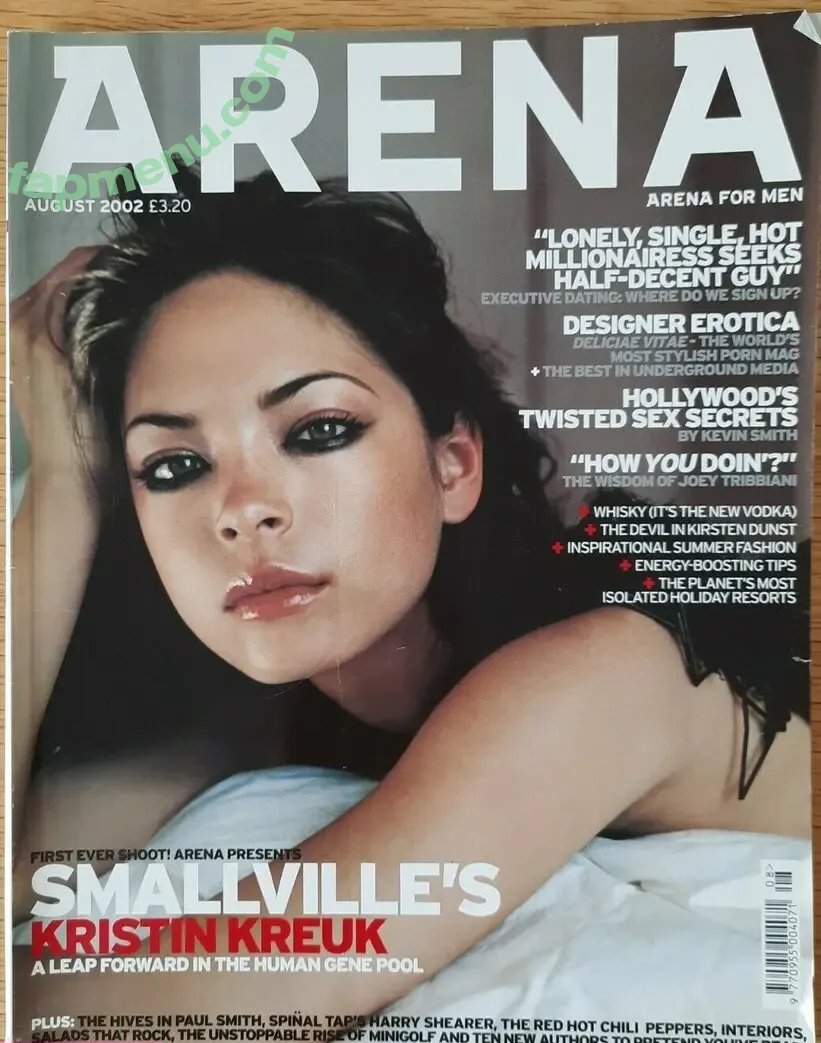 ARENA
fapmenu.com
AUGUST 2002 £3.20
ARENA FOR MEN
“LONELY, SINGLE, HOT
MILLIONAIRESS SEEKS
HALF-DECENT GUY”
EXECUTIVE DATING: WHERE DO WE SIGN UP?
DESIGNER EROTICA
DELICIAE VITAE - THE WORLD'S
MOST STYLISH PORN MAG
+ THE BEST IN UNDERGROUND MEDIA
HOLLYWOOD'S
TWISTED SEX SECRETS
BY KEVIN SMITH
“HOW YOU DOIN'?”
THE WISDOM OF JOEY TRIBBIANI
+ WHISKY (IT'S THE NEW VODKA)
+ THE DEVIL IN KIRSTEN DUNST
+ INSPIRATIONAL SUMMER FASHION
+ ENERGY-BOOSTING TIPS
+ THE PLANET'S MOST
ISOLATED HOLIDAY RESORTS
FIRST EVER SHOOT! ARENA PRESENTS
SMALLVILLE'S
KRISTIN KREUK
A LEAP FORWARD IN THE HUMAN GENE POOL
08>
9 770955 004071
PLUS: THE HIVES IN PAUL SMITH, SPIÑAL TAP'S HARRY SHEARER, THE RED HOT CHILI PEPPERS, INTERIORS,
SALADS THAT ROCK, THE UNSTOPPABLE RISE OF MINIGOLF AND TEN NEW AUTHORS TO PRETEND YOU'VE READ